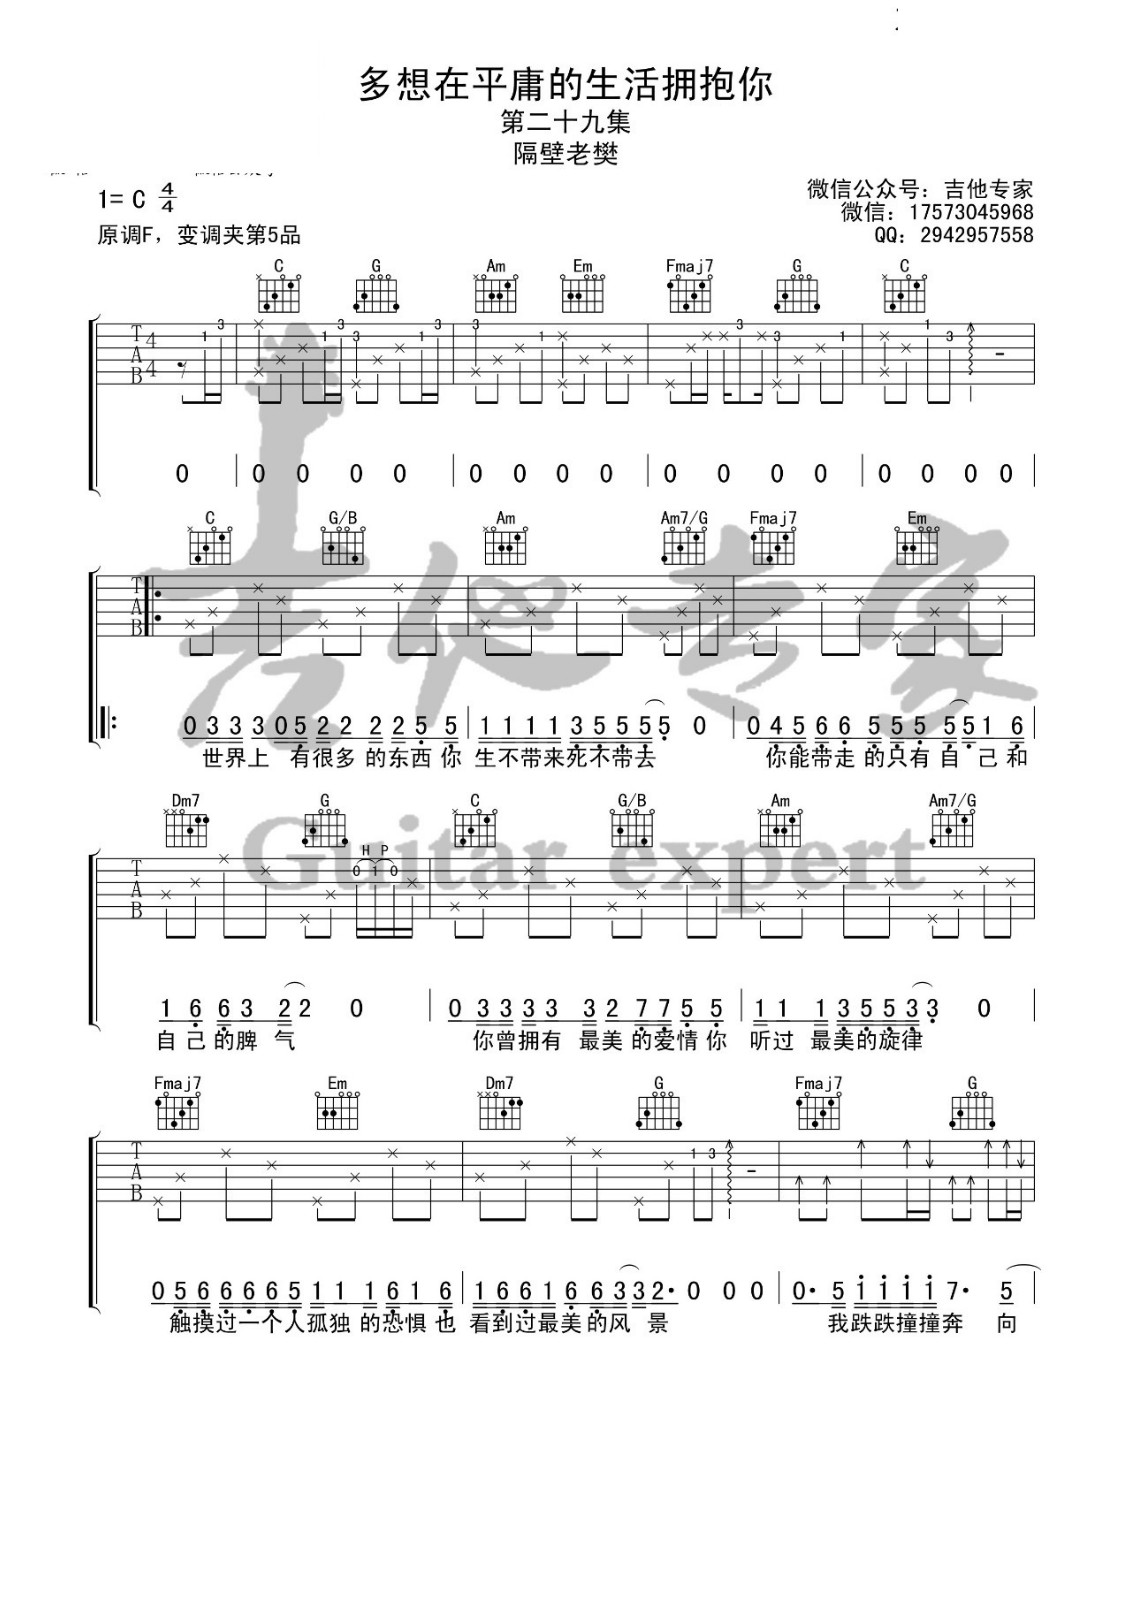 多想在平庸的生活拥抱你
第二十九集
隔壁老樊
1= C 4/4
微信公众号：吉他专家
微信：17573045968
原调F，变调夹第5品
QQ：2942957558
C G Am Em Fmaj7 G C
T 4 1 3 1 3 3 1 3 3 1 3 3 1 3
A 4
B
0 0 0 0 0 0 0 0 0 0 0 0 0 0 0 0 0
C G/B Am Am7/G Fmaj7 Em
T
A
B
吉他专家
0 3 3 3 0 5 2 2 2 2 5 5 1 1 1 1 3 5 5 5 5 0 0 4 5 6 6 5 5 5 5 1 6
世界上 有很多 的东西你 生不带来死不带去 你能带走的只有自己和
Dm7 G C G/B Am Am7/G
H P
T 0 1 0
A
B
Guitar expert
1 6 6 3 2 2 0 0 3 3 3 3 3 2 7 7 5 5 1 1 1 3 5 5 3 3 0
自己的脾气 你曾拥有 最美的爱情你 听过 最美的旋律
Fmaj7 Em Dm7 G Fmaj7 G
T 1 3
A
B
0 5 6 6 6 6 5 1 1 1 6 1 6 1 6 6 1 6 6 3 3 2· 0 0 0 0· 5 1 1 1 1 7· 5
触摸过一个人孤独的恐惧也 看到过最美的风景 我跌跌撞撞奔 向